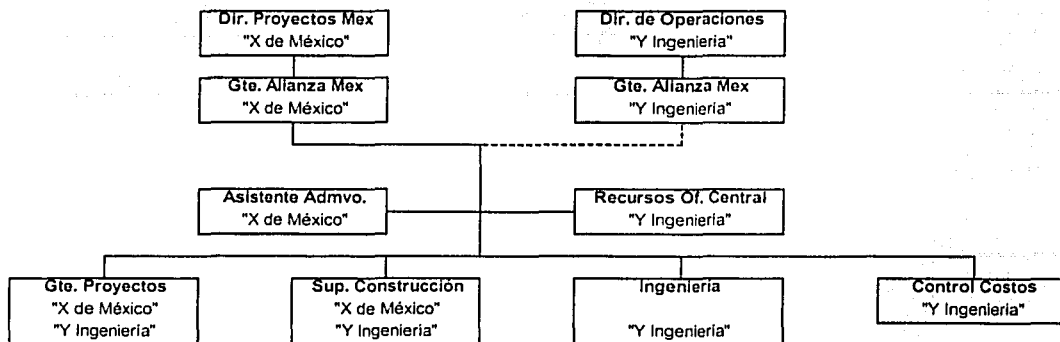 Dir. Proyectos Mex
"X de México"
Dir. de Operaciones
"Y Ingeniería"
Gte. Alianza Mex
"X de México"
Gte. Alianza Mex
"Y Ingeniería"
Asistente Admvo.
"X de México"
Recursos Of. Central
"Y Ingeniería"
Gte. Proyectos
"X de México"
"Y Ingeniería"
Sup. Construcción
"X de México"
"Y Ingeniería"
Ingeniería
"Y Ingeniería"
Control Costos
"Y Ingeniería"